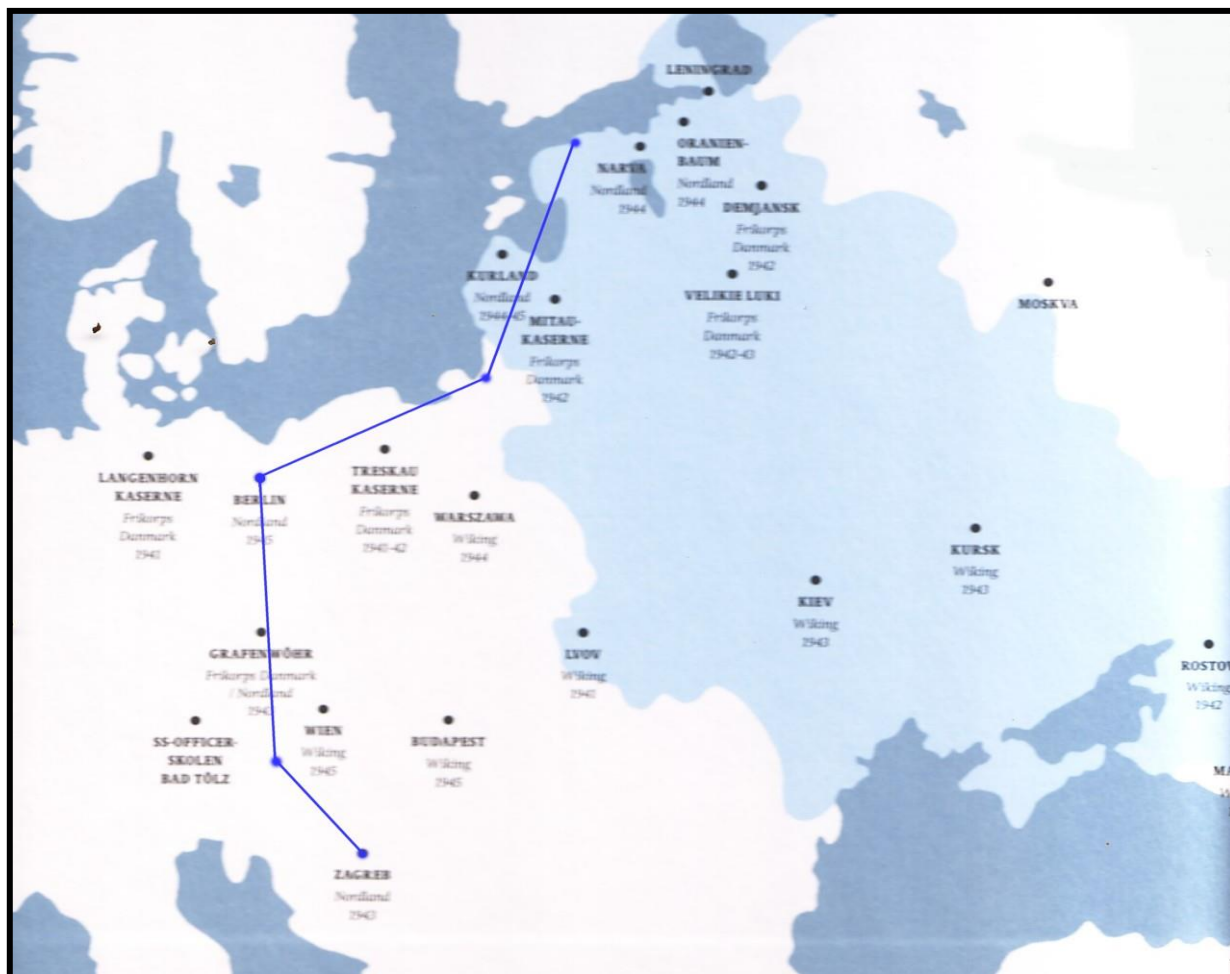 LENINGRAD
ORANIEN-
BAUM
Nordland
1944
NARVA
Nordland
1944
DEMJANSK
Frikorps
Danmark
1942
KURLAND
Nordland
1944-45
MITAU-
KASERNE
Frikorps
Danmark
1942
VELIKIE LUKI
Frikorps
Danmark
1942-43
MOSKVA
LANGENHORN
KASERNE
Frikorps
Danmark
1941
BERLIN
Nordland
1945
TRESKAU
KASERNE
Frikorps
Danmark
1941-42
WARSZAWA
Wiking
1944
KURSK
Wiking
1943
KIEV
Wiking
1943
LVOV
Wiking
1941
ROSTOV
Wiking
1942
GRAFENWÖHR
Frikorps Danmark
/ Nordland
1943
SS-OFFICER-
SKOLEN
BAD TÖLZ
WIEN
Wiking
1945
BUDAPEST
Wiking
1945
MA
W
ZAGREB
Nordland
1943